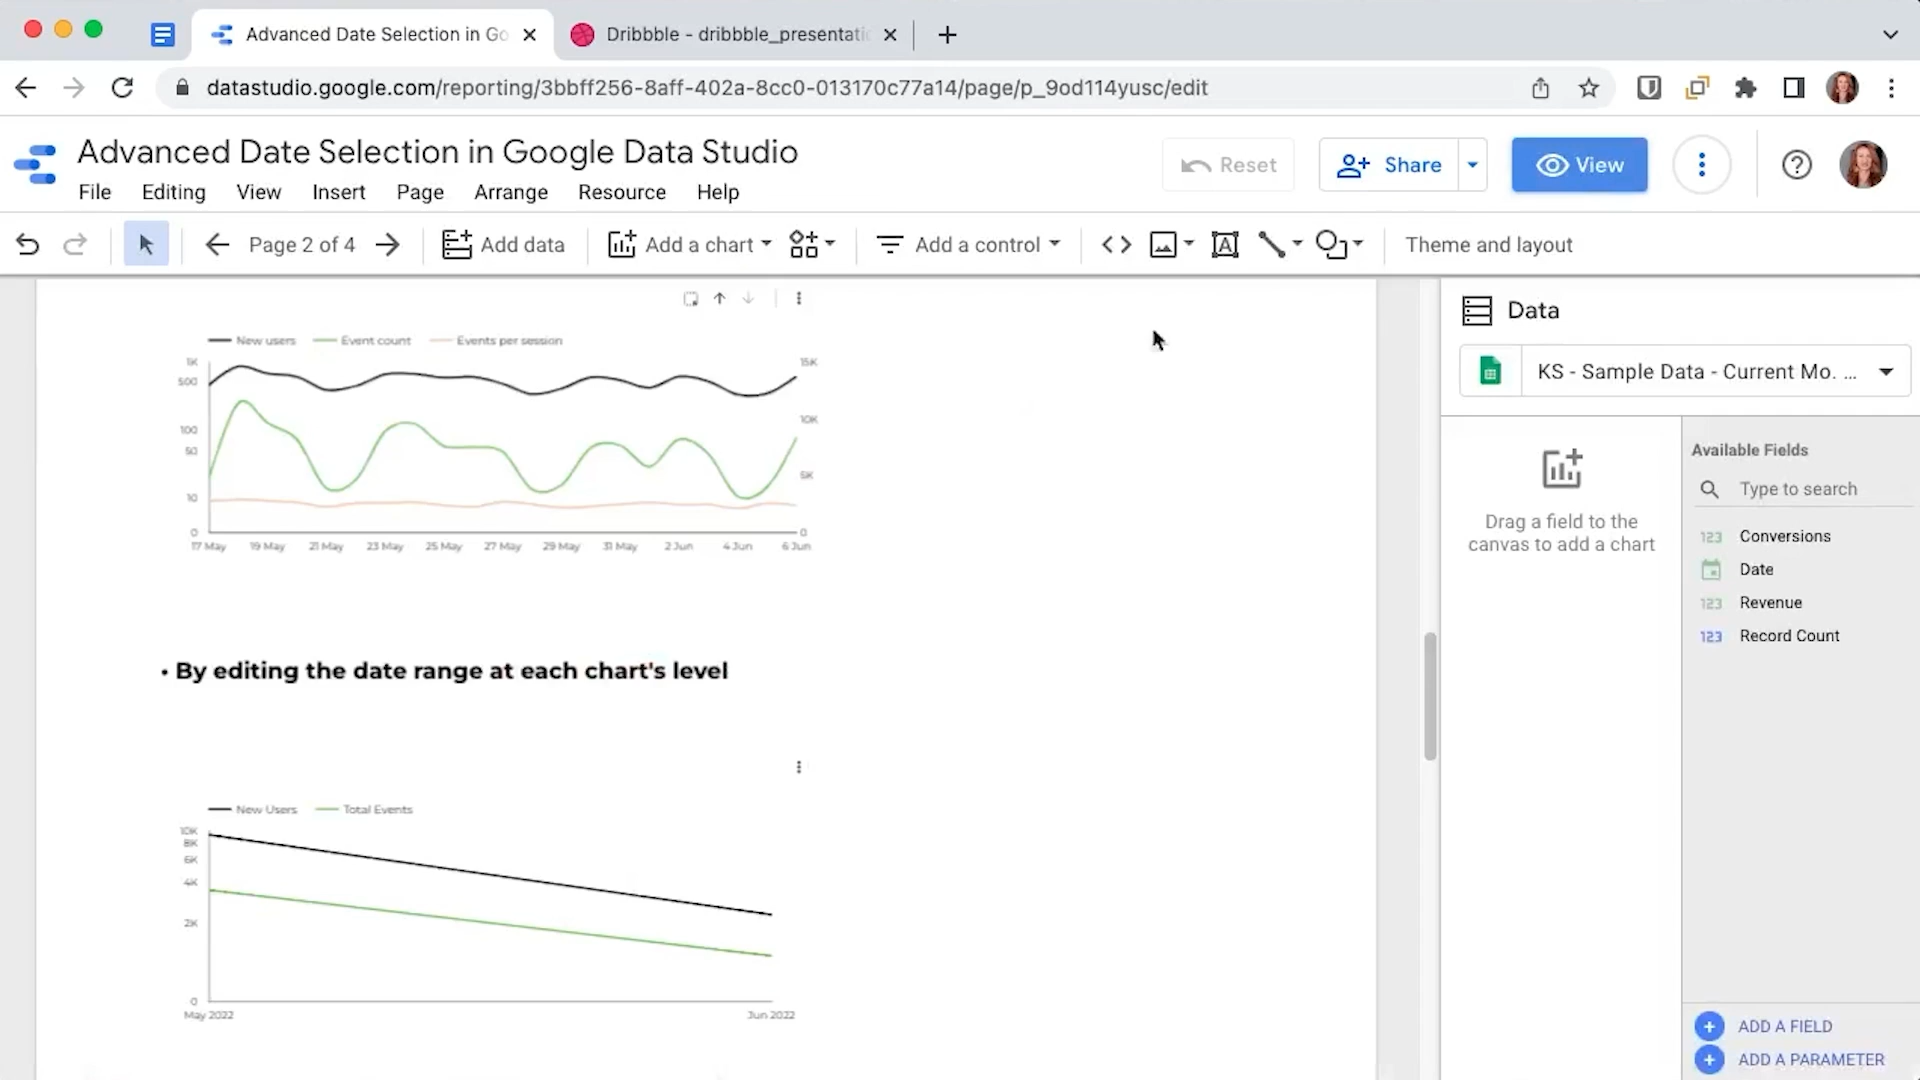 Advanced Date Selection in Go
Dribbble - dribbble_presentatio
datastudio.google.com/reporting/3bbff256-8aff-402a-8cc0-013170c77a14/page/p_9od114yusc/edit
Advanced Date Selection in Google Data Studio
Reset
Share
View
File Editing View Insert Page Arrange Resource Help
Page 2 of 4
Add data
Add a chart
Add a control
Theme and layout
New users Event count Events per session
1K
500
100
50
10
0
15K
10K
5K
0
17 May 19 May 21 May 23 May 25 May 27 May 29 May 31 May 2 Jun 4 Jun 6 Jun
• By editing the date range at each chart's level
New Users Total Events
10K
8K
6K
4K
2K
0
May 2022 Jun 2022
Data
KS - Sample Data - Current Mo. ...
Drag a field to the
canvas to add a chart
Available Fields
Type to search
123 Conversions
Date
123 Revenue
123 Record Count
ADD A FIELD
ADD A PARAMETER